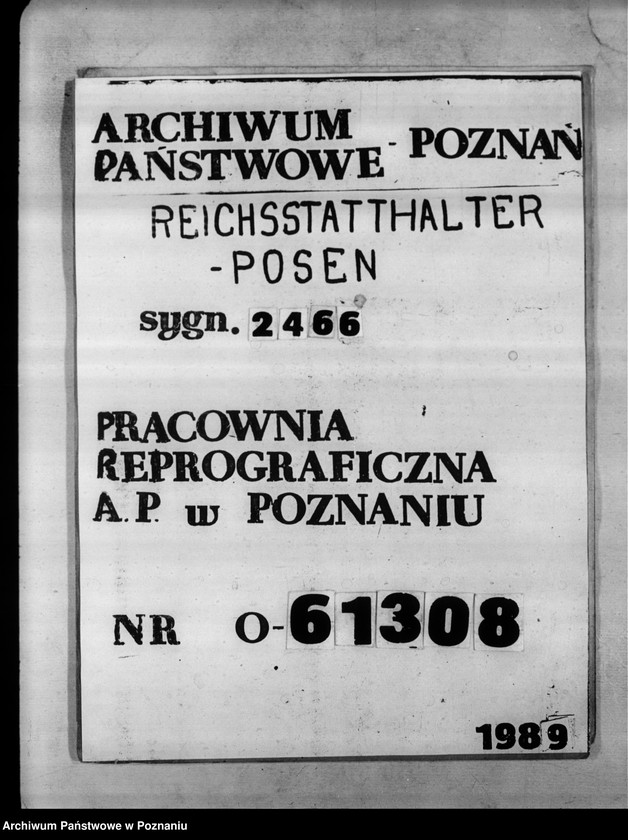 ARCHIWUM
PAŃSTWOWE - POZNAŃ
REICHSSTATTHALTER
-POSEN
sygn. 2466
PRACOWNIA
REPROGRAFICZNA
A.P. w POZNANIU
NR O-61308
1989
Archiwum Państwowe w Poznaniu